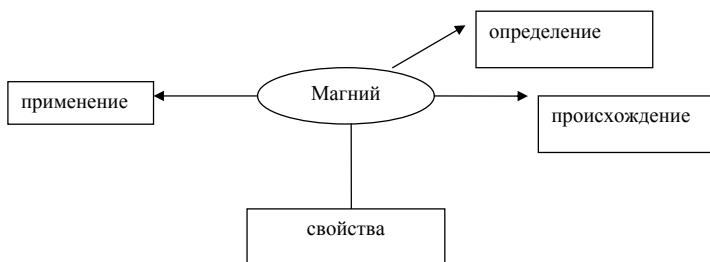 определение
Магний
применение
происхождение
свойства